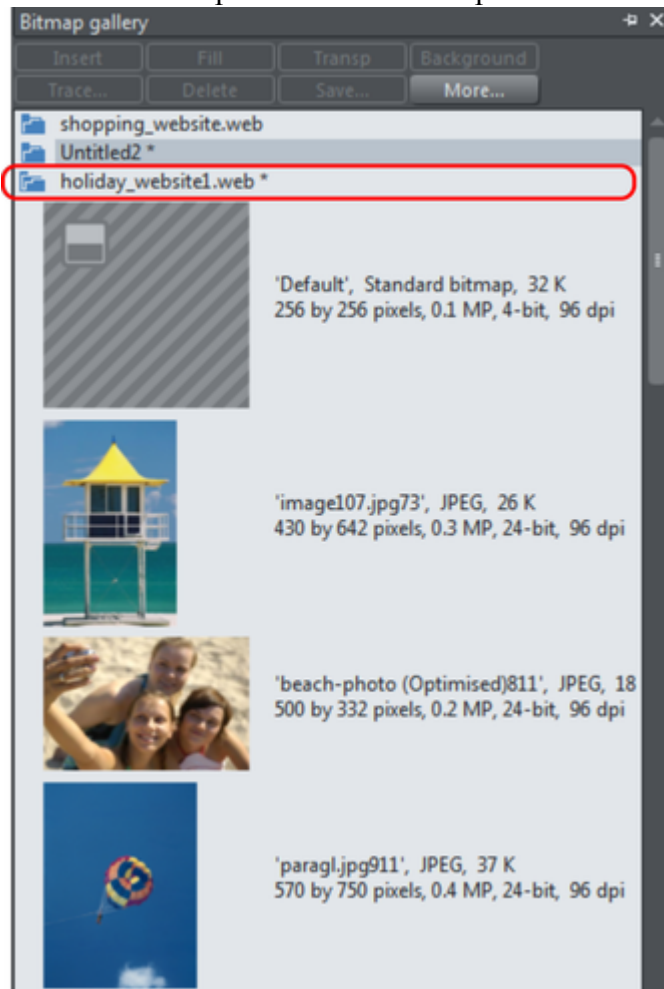 Bitmap gallery
Insert Fill Transp Background
Trace... Delete Save... More...
shopping_website.web
Untitled2 *
holiday_website1.web *
'Default', Standard bitmap, 32 K
256 by 256 pixels, 0.1 MP, 4-bit, 96 dpi
'image107.jpg73', JPEG, 26 K
430 by 642 pixels, 0.3 MP, 24-bit, 96 dpi
'beach-photo (Optimised)811', JPEG, 18
500 by 332 pixels, 0.2 MP, 24-bit, 96 dpi
'paragl.jpg911', JPEG, 37 K
570 by 750 pixels, 0.4 MP, 24-bit, 96 dpi